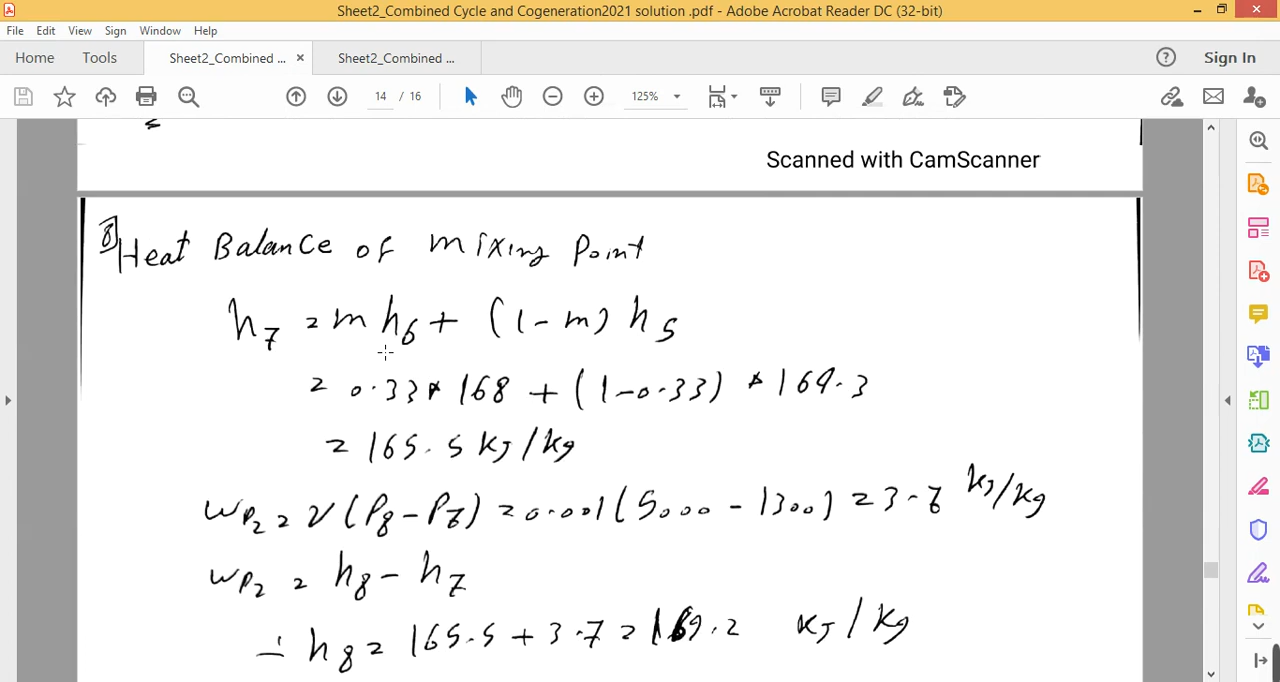 Sheet2_Combined Cycle and Cogeneration2021 solution .pdf - Adobe Acrobat Reader DC (32-bit)
File Edit View Sign Window Help
Home Tools Sheet2_Combined ... × Sheet2_Combined ... Sign In
14 / 16 125%
Scanned with CamScanner
8 Heat Balance of mixing Point
h7 = m h6 + (1 - m) h5
= 0.33 * 168 + (1-0.33) * 164.3
= 165.5 kJ/kg
wP2 = v (P8 - P7) = 0.001 (5000 - 1300) = 3.7 kJ/kg
wP2 = h8 - h7
∴ h8 = 165.5 + 3.7 = 169.2 kJ/kg